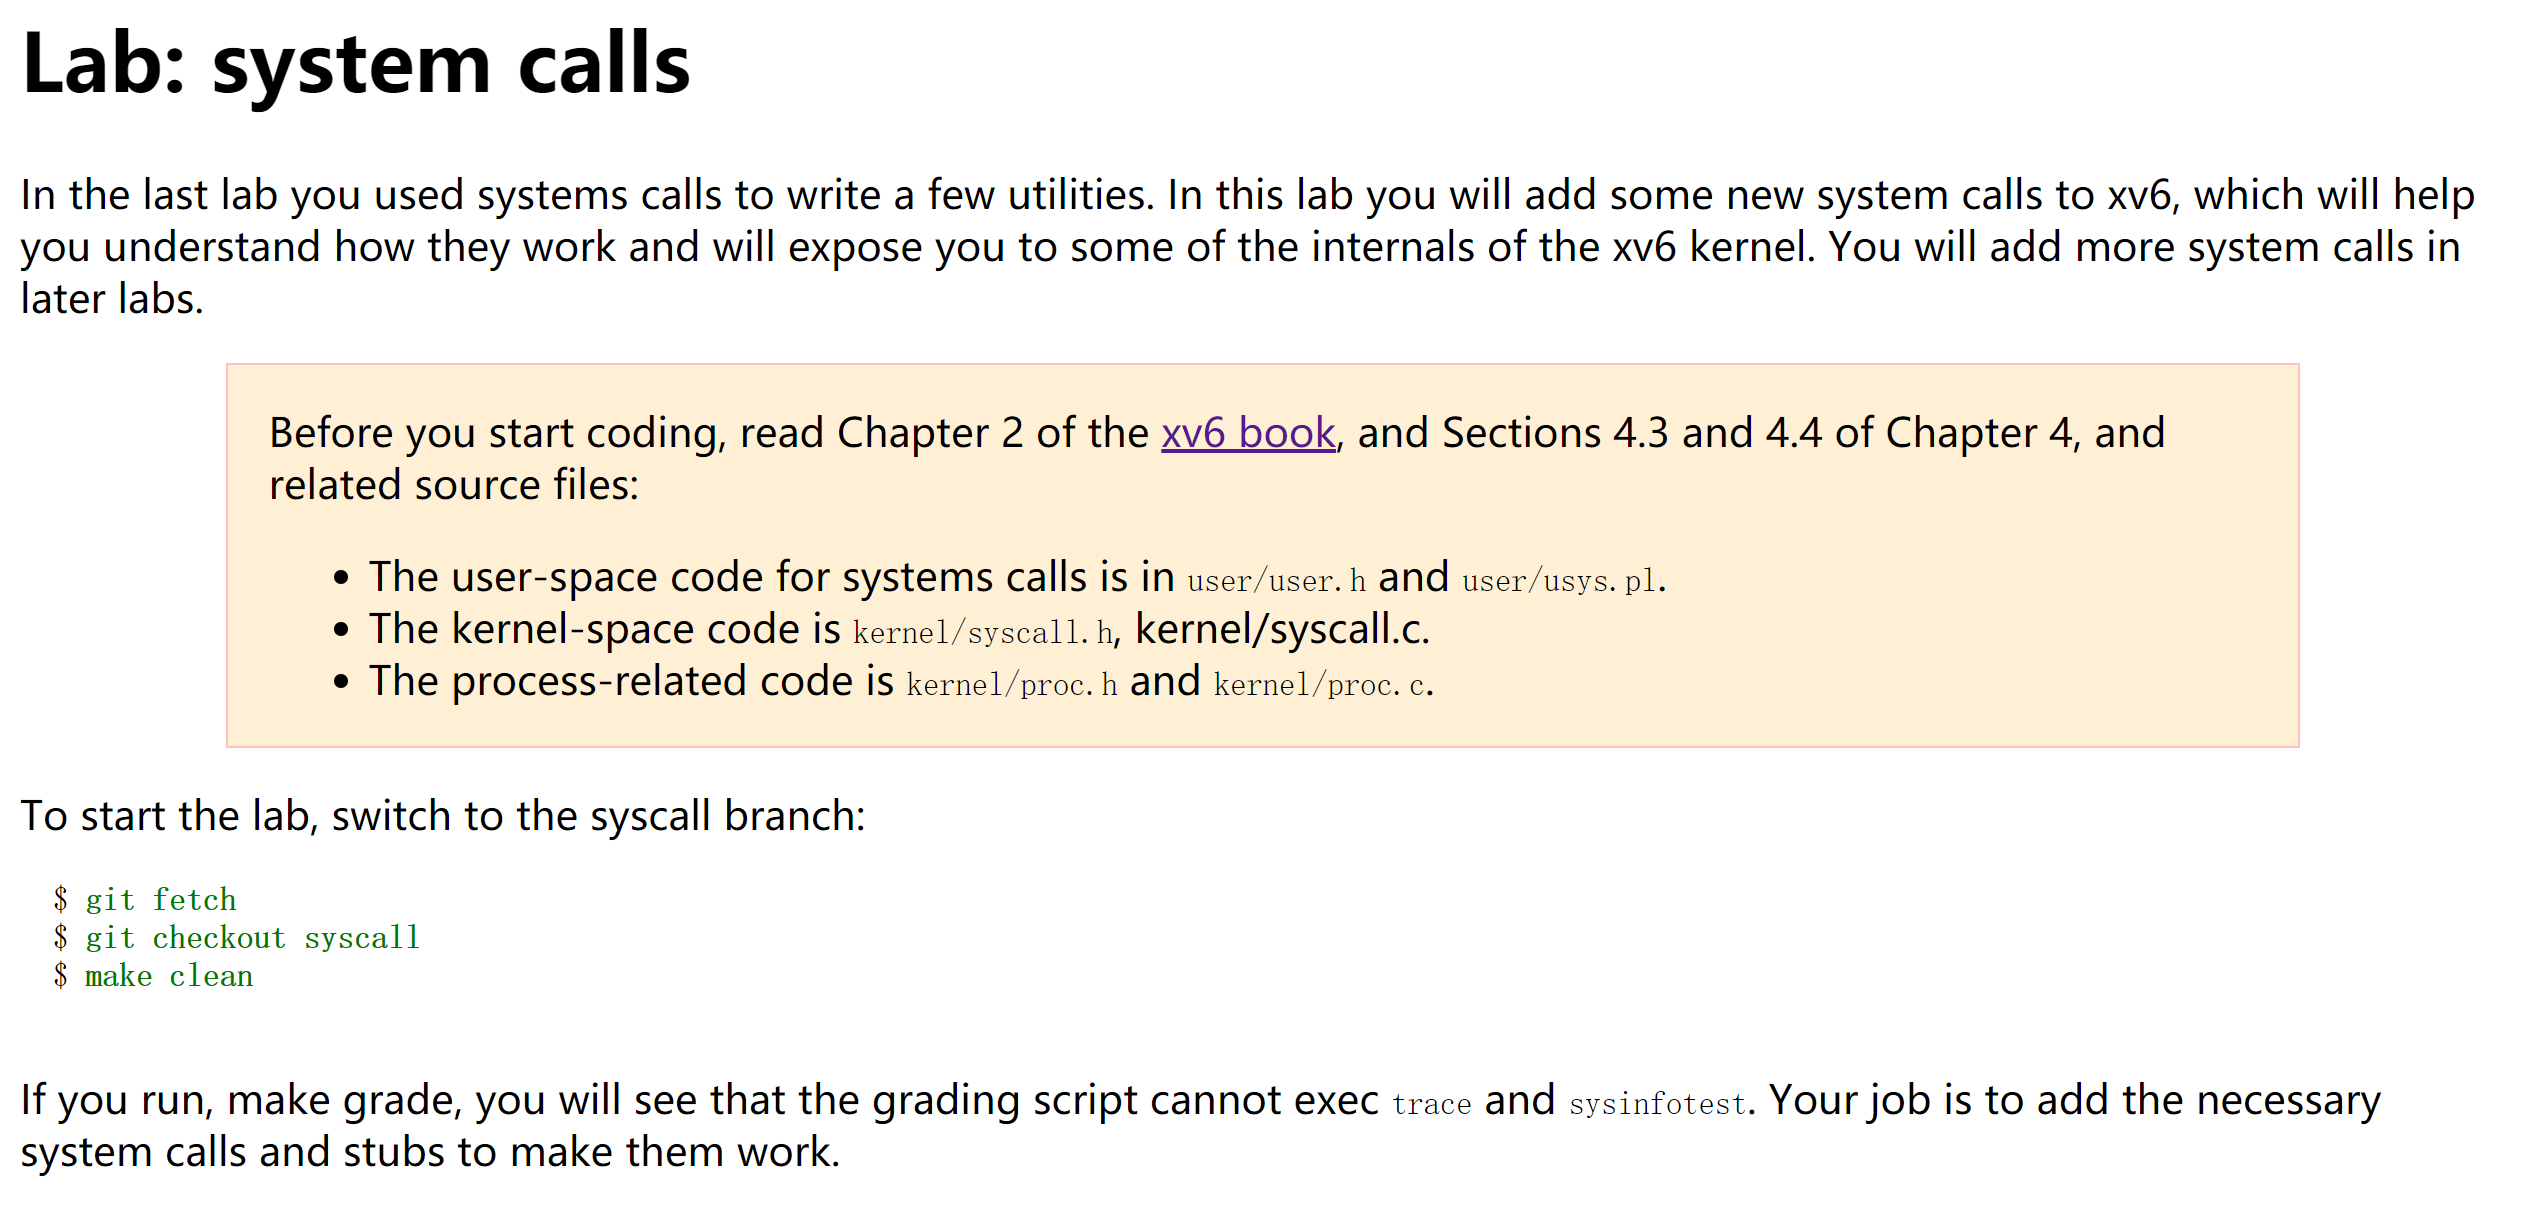 Lab: system calls
In the last lab you used systems calls to write a few utilities. In this lab you will add some new system calls to xv6, which will help
you understand how they work and will expose you to some of the internals of the xv6 kernel. You will add more system calls in
later labs.
Before you start coding, read Chapter 2 of the xv6 book, and Sections 4.3 and 4.4 of Chapter 4, and
related source files:
• The user-space code for systems calls is in user/user.h and user/usys.pl.
• The kernel-space code is kernel/syscall.h, kernel/syscall.c.
• The process-related code is kernel/proc.h and kernel/proc.c.
To start the lab, switch to the syscall branch:
$ git fetch
$ git checkout syscall
$ make clean
If you run, make grade, you will see that the grading script cannot exec trace and sysinfotest. Your job is to add the necessary
system calls and stubs to make them work.